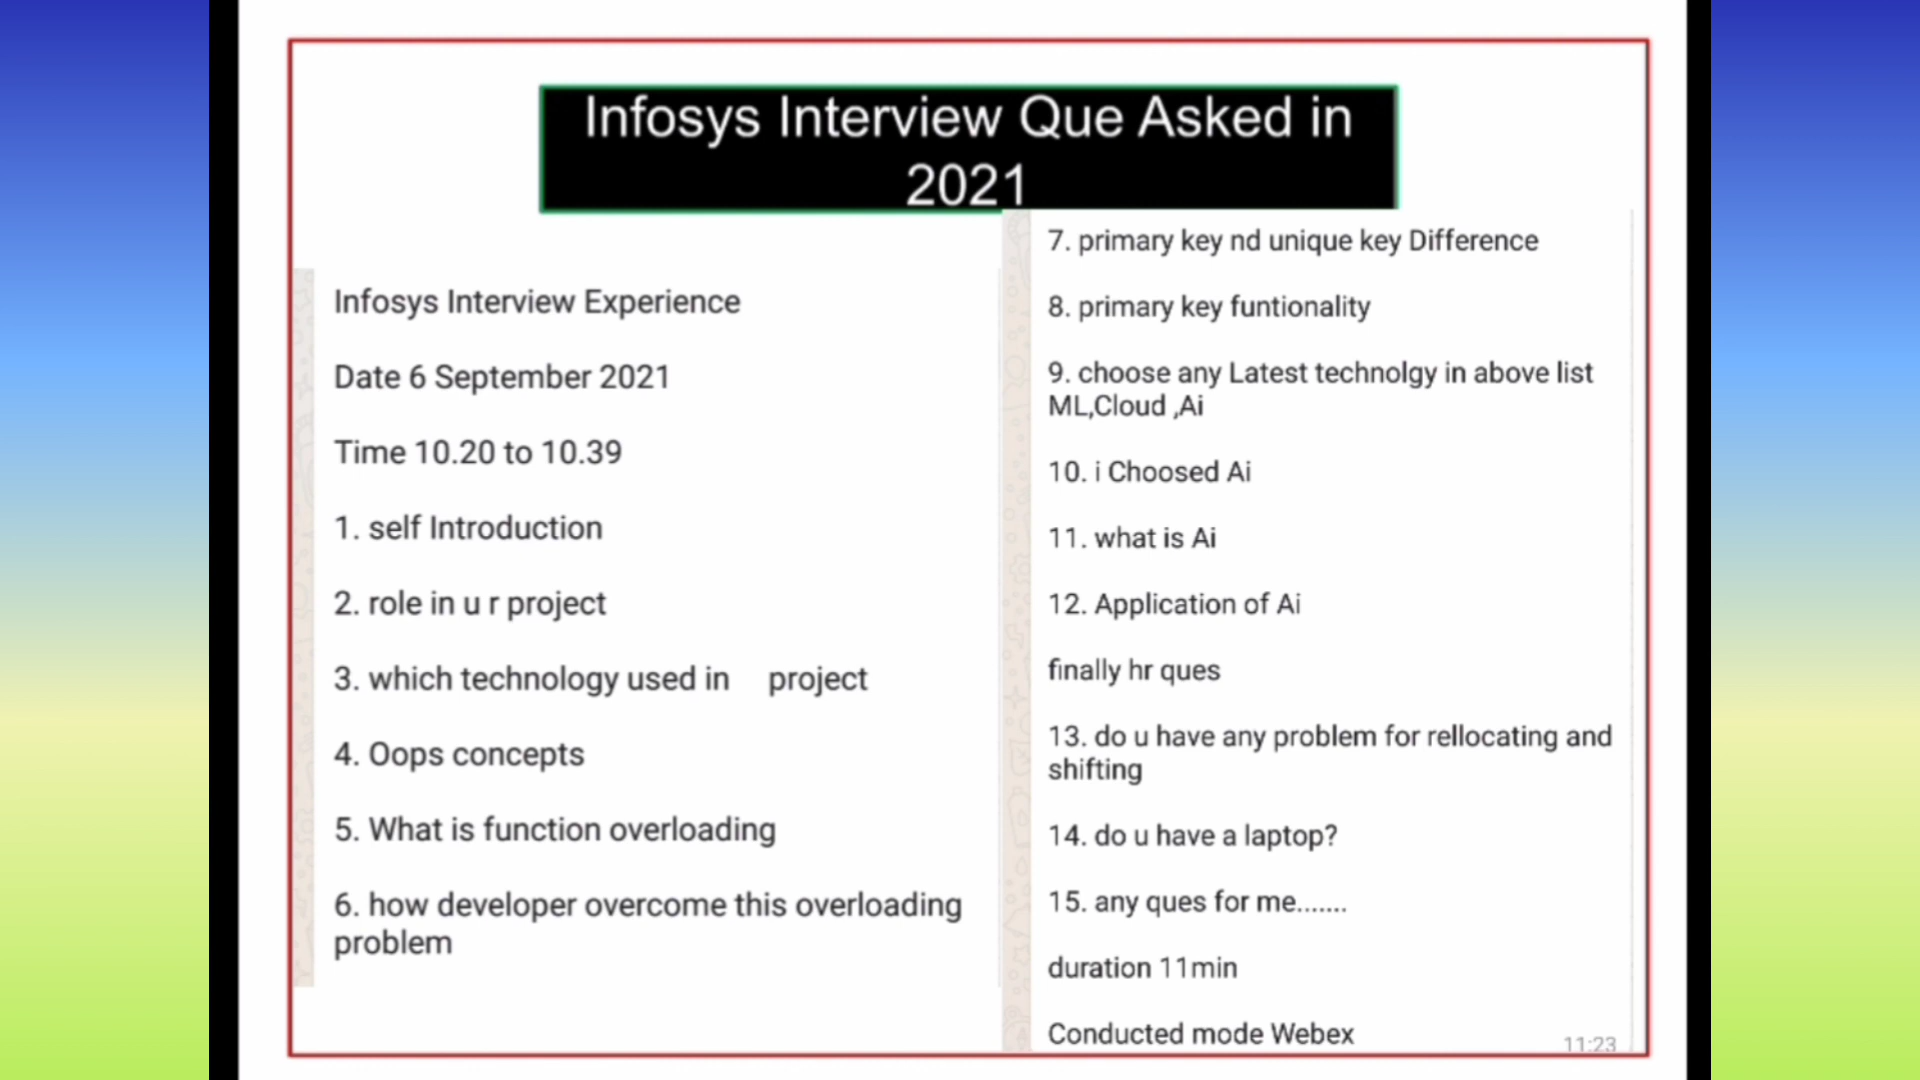 Infosys Interview Que Asked in
2021
Infosys Interview Experience
Date 6 September 2021
Time 10.20 to 10.39
1. self Introduction
2. role in u r project
3. which technology used in project
4. Oops concepts
5. What is function overloading
6. how developer overcome this overloading
problem
7. primary key nd unique key Difference
8. primary key funtionality
9. choose any Latest technolgy in above list
ML,Cloud ,Ai
10. i Choosed Ai
11. what is Ai
12. Application of Ai
finally hr ques
13. do u have any problem for rellocating and
shifting
14. do u have a laptop?
15. any ques for me.......
duration 11min
Conducted mode Webex
11:23